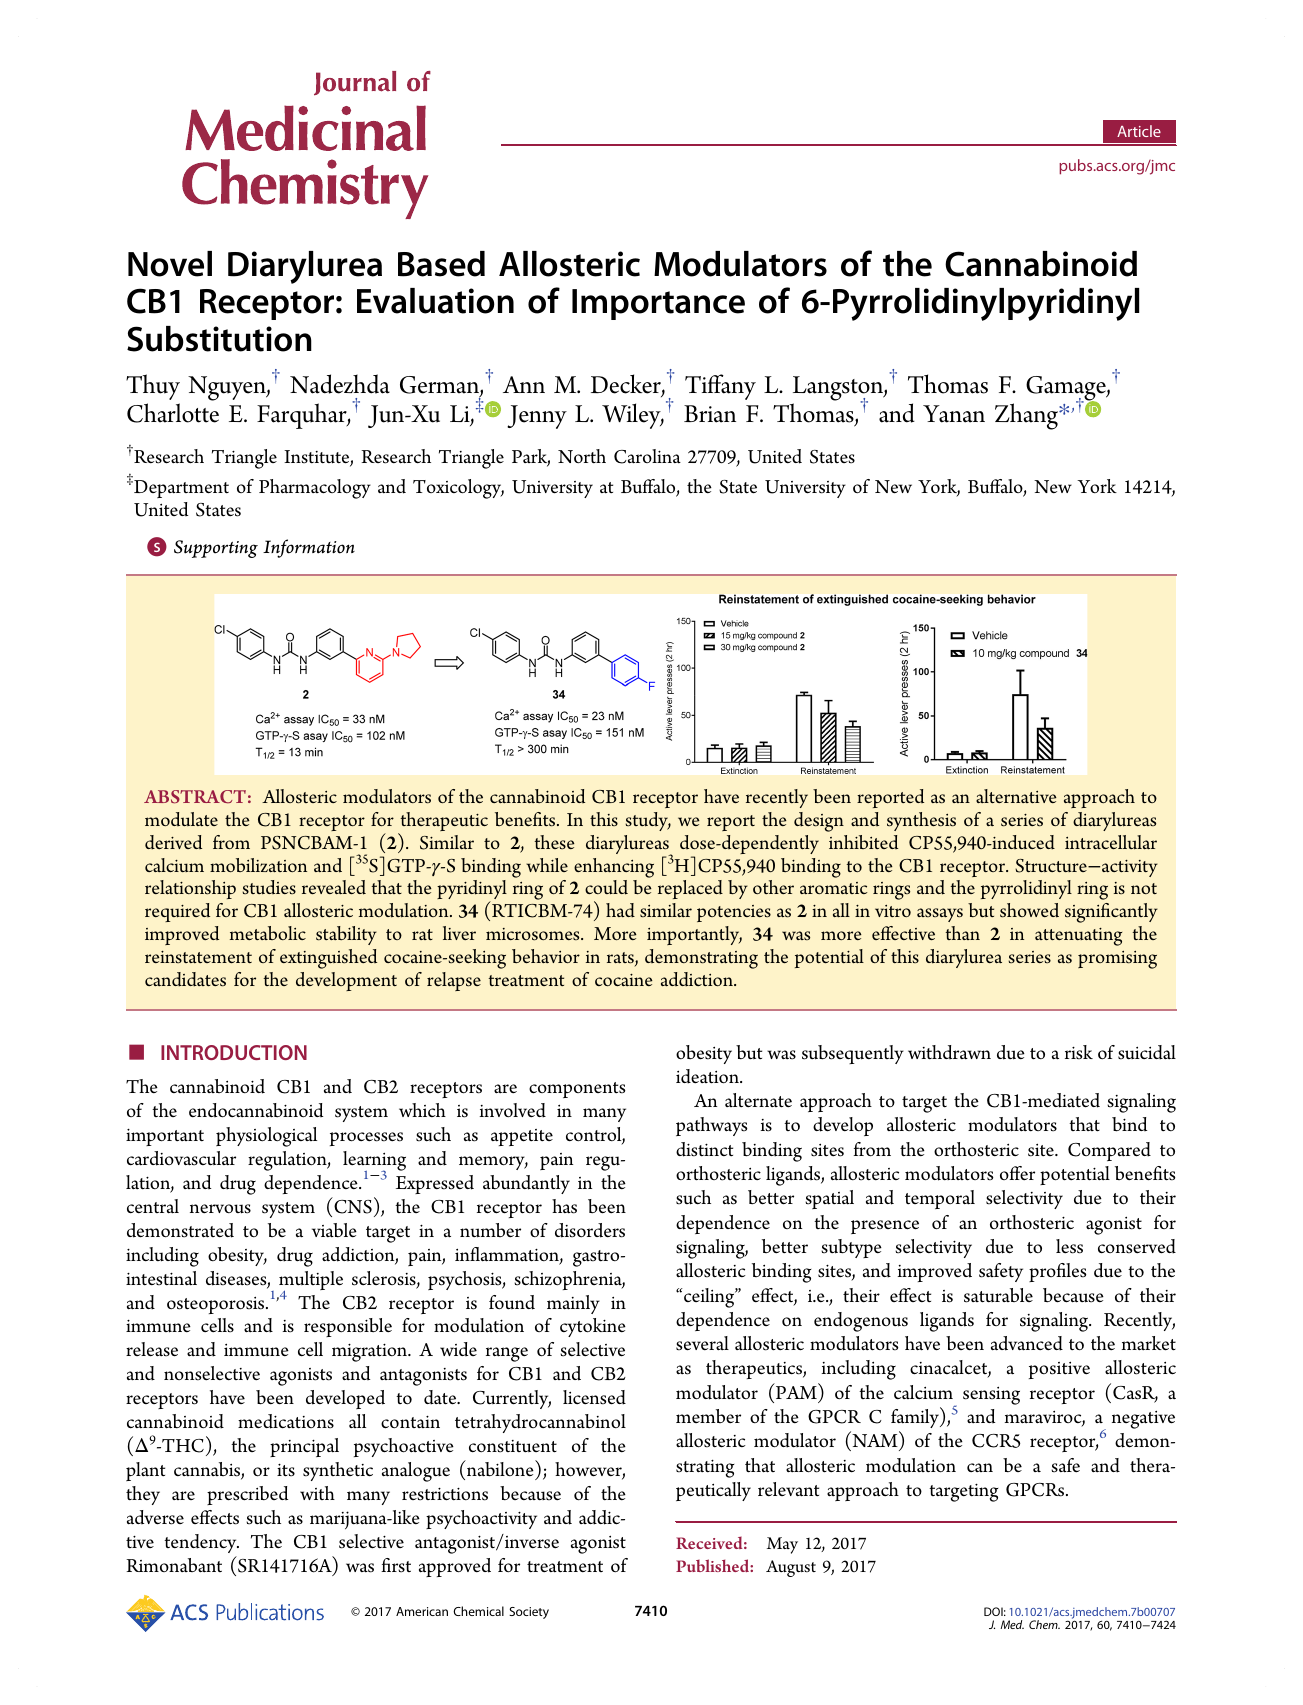 Journal of
Medicinal
Chemistry
Article
pubs.acs.org/jmc
Novel Diarylurea Based Allosteric Modulators of the Cannabinoid
CB1 Receptor: Evaluation of Importance of 6-Pyrrolidinylpyridinyl
Substitution
Thuy Nguyen,† Nadezhda German,† Ann M. Decker,† Tiffany L. Langston,† Thomas F. Gamage,†
Charlotte E. Farquhar,† Jun-Xu Li,‡ iD Jenny L. Wiley,† Brian F. Thomas,† and Yanan Zhang*,† iD
†Research Triangle Institute, Research Triangle Park, North Carolina 27709, United States
‡Department of Pharmacology and Toxicology, University at Buffalo, the State University of New York, Buffalo, New York 14214,
United States
S Supporting Information
Cl
O
N
H
N
H
N
N
2
Ca2+ assay IC50 = 33 nM
GTP-γ-S asay IC50 = 102 nM
T1/2 = 13 min
Cl
O
N
H
N
H
F
34
Ca2+ assay IC50 = 23 nM
GTP-γ-S asay IC50 = 151 nM
T1/2 > 300 min
Reinstatement of extinguished cocaine-seeking behavior
Active lever presses (2 hr)
150
100
50
0
Vehicle
15 mg/kg compound 2
30 mg/kg compound 2
Extinction Reinstatement
Active lever presses (2 hr)
150
100
50
0
Vehicle
10 mg/kg compound 34
Extinction Reinstatement
ABSTRACT: Allosteric modulators of the cannabinoid CB1 receptor have recently been reported as an alternative approach to
modulate the CB1 receptor for therapeutic benefits. In this study, we report the design and synthesis of a series of diarylureas
derived from PSNCBAM-1 (2). Similar to 2, these diarylureas dose-dependently inhibited CP55,940-induced intracellular
calcium mobilization and [35S]GTP-γ-S binding while enhancing [3H]CP55,940 binding to the CB1 receptor. Structure−activity
relationship studies revealed that the pyridinyl ring of 2 could be replaced by other aromatic rings and the pyrrolidinyl ring is not
required for CB1 allosteric modulation. 34 (RTICBM-74) had similar potencies as 2 in all in vitro assays but showed significantly
improved metabolic stability to rat liver microsomes. More importantly, 34 was more effective than 2 in attenuating the
reinstatement of extinguished cocaine-seeking behavior in rats, demonstrating the potential of this diarylurea series as promising
candidates for the development of relapse treatment of cocaine addiction.
■ INTRODUCTION
The cannabinoid CB1 and CB2 receptors are components
of the endocannabinoid system which is involved in many
important physiological processes such as appetite control,
cardiovascular regulation, learning and memory, pain regu-
lation, and drug dependence.1−3 Expressed abundantly in the
central nervous system (CNS), the CB1 receptor has been
demonstrated to be a viable target in a number of disorders
including obesity, drug addiction, pain, inflammation, gastro-
intestinal diseases, multiple sclerosis, psychosis, schizophrenia,
and osteoporosis.1,4 The CB2 receptor is found mainly in
immune cells and is responsible for modulation of cytokine
release and immune cell migration. A wide range of selective
and nonselective agonists and antagonists for CB1 and CB2
receptors have been developed to date. Currently, licensed
cannabinoid medications all contain tetrahydrocannabinol
(Δ9-THC), the principal psychoactive constituent of the
plant cannabis, or its synthetic analogue (nabilone); however,
they are prescribed with many restrictions because of the
adverse effects such as marijuana-like psychoactivity and addic-
tive tendency. The CB1 selective antagonist/inverse agonist
Rimonabant (SR141716A) was first approved for treatment of
obesity but was subsequently withdrawn due to a risk of suicidal
ideation.
An alternate approach to target the CB1-mediated signaling
pathways is to develop allosteric modulators that bind to
distinct binding sites from the orthosteric site. Compared to
orthosteric ligands, allosteric modulators offer potential benefits
such as better spatial and temporal selectivity due to their
dependence on the presence of an orthosteric agonist for
signaling, better subtype selectivity due to less conserved
allosteric binding sites, and improved safety profiles due to the
“ceiling” effect, i.e., their effect is saturable because of their
dependence on endogenous ligands for signaling. Recently,
several allosteric modulators have been advanced to the market
as therapeutics, including cinacalcet, a positive allosteric
modulator (PAM) of the calcium sensing receptor (CasR, a
member of the GPCR C family),5 and maraviroc, a negative
allosteric modulator (NAM) of the CCR5 receptor,6 demon-
strating that allosteric modulation can be a safe and thera-
peutically relevant approach to targeting GPCRs.
Received: May 12, 2017
Published: August 9, 2017
ACS Publications
© 2017 American Chemical Society
7410
DOI: 10.1021/acs.jmedchem.7b00707
J. Med. Chem. 2017, 60, 7410−7424